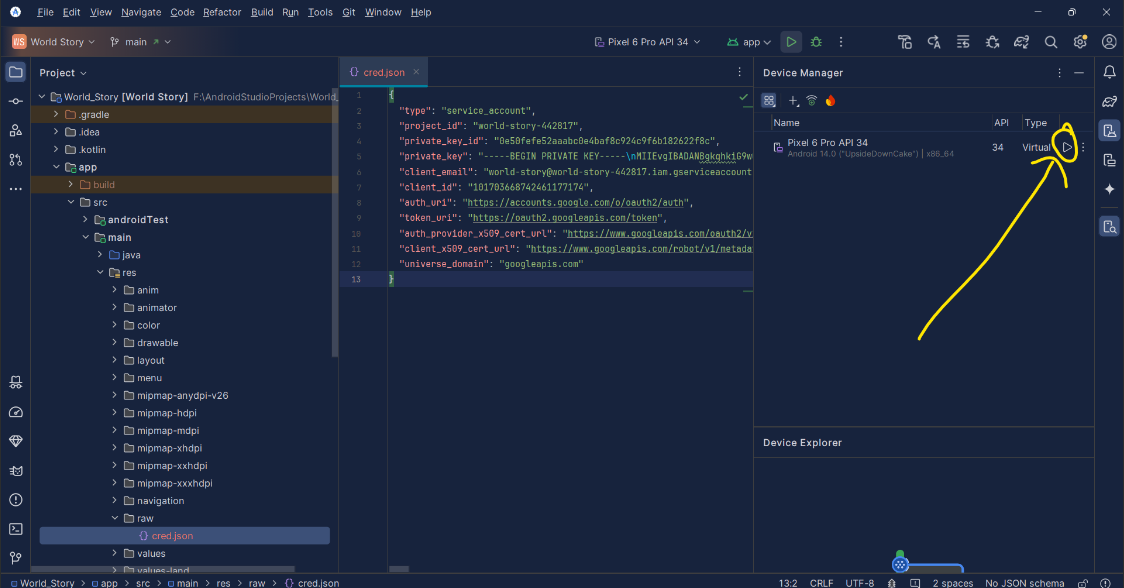 File Edit View Navigate Code Refactor Build Run Tools Git Window Help
WS World Story main Pixel 6 Pro API 34 app
Project
cred.json
Device Manager
World_Story [World Story] F:\AndroidStudioProjects\World_
.gradle
.idea
.kotlin
app
build
src
androidTest
main
java
res
anim
animator
color
drawable
layout
menu
mipmap-anydpi-v26
mipmap-hdpi
mipmap-mdpi
mipmap-xhdpi
mipmap-xxhdpi
mipmap-xxxhdpi
navigation
raw
cred.json
values
values-land
1 {
2 "type": "service_account",
3 "project_id": "world-story-442817",
4 "private_key_id": "0e50fefe52aaabc0e4baf8c924c9f6b182622f8c",
5 "private_key": "-----BEGIN PRIVATE KEY-----\nMIIEvgIBADANBgkqhkiG9w
6 "client_email": "world-story@world-story-442817.iam.gserviceaccount
7 "client_id": "101703668742461177174",
8 "auth_uri": "https://accounts.google.com/o/oauth2/auth",
9 "token_uri": "https://oauth2.googleapis.com/token",
10 "auth_provider_x509_cert_url": "https://www.googleapis.com/oauth2/v
11 "client_x509_cert_url": "https://www.googleapis.com/robot/v1/metada
12 "universe_domain": "googleapis.com"
13 }
Name API Type
Pixel 6 Pro API 34 34 Virtual
Android 14.0 ("UpsideDownCake") | x86_64
Device Explorer
World_Story > app > src > main > res > raw > {} cred.json 13:2 CRLF UTF-8 2 spaces No JSON schema